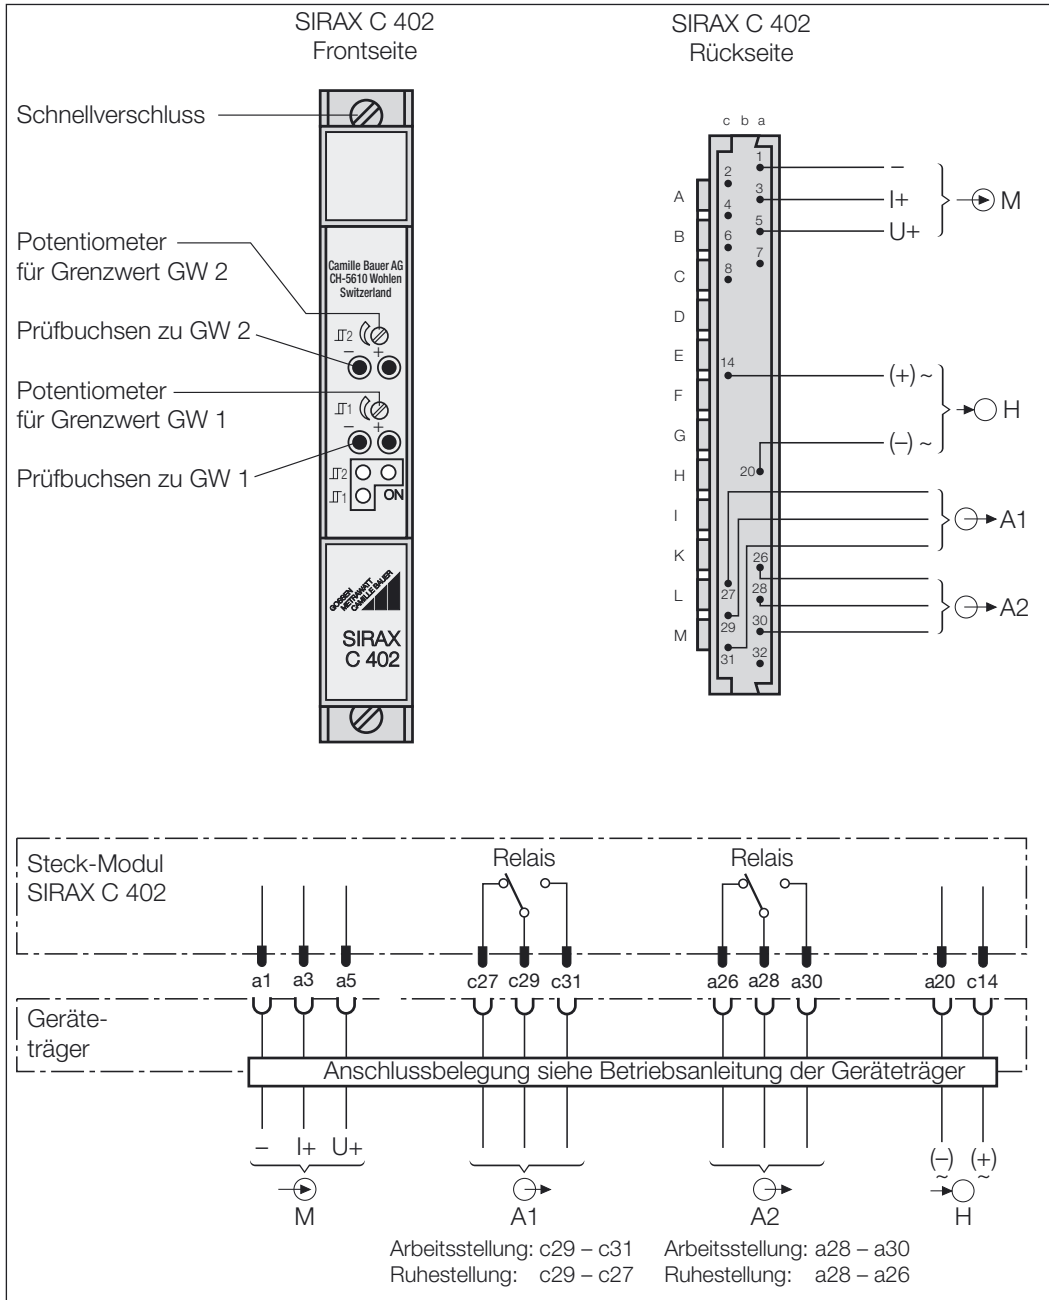 SIRAX C 402
Frontseite
SIRAX C 402
Rückseite
Schnellverschluss
Potentiometer
für Grenzwert GW 2
Prüfbuchsen zu GW 2
Potentiometer
für Grenzwert GW 1
Prüfbuchsen zu GW 1
Camille Bauer AG
CH-5610 Wohlen
Switzerland
2
– +
1
– +
2
1 ON
GOSSEN
METRAWATT
CAMILLE BAUER
SIRAX
C 402
c b a
1
2
3
4
5
6
7
8
14
20
26
27
28
29
30
31
32
A
B
C
D
E
F
G
H
I
K
L
M
–
I+
U+
M
(+) ~
(–) ~
H
A1
A2
Steck-Modul
SIRAX C 402
Relais
Relais
a1 a3 a5 c27 c29 c31 a26 a28 a30 a20 c14
Geräte-
träger
Anschlussbelegung siehe Betriebsanleitung der Geräteträger
– I+ U+ (–) (+)
~ ~
M A1 A2 H
Arbeitsstellung: c29 – c31 Arbeitsstellung: a28 – a30
Ruhestellung: c29 – c27 Ruhestellung: a28 – a26